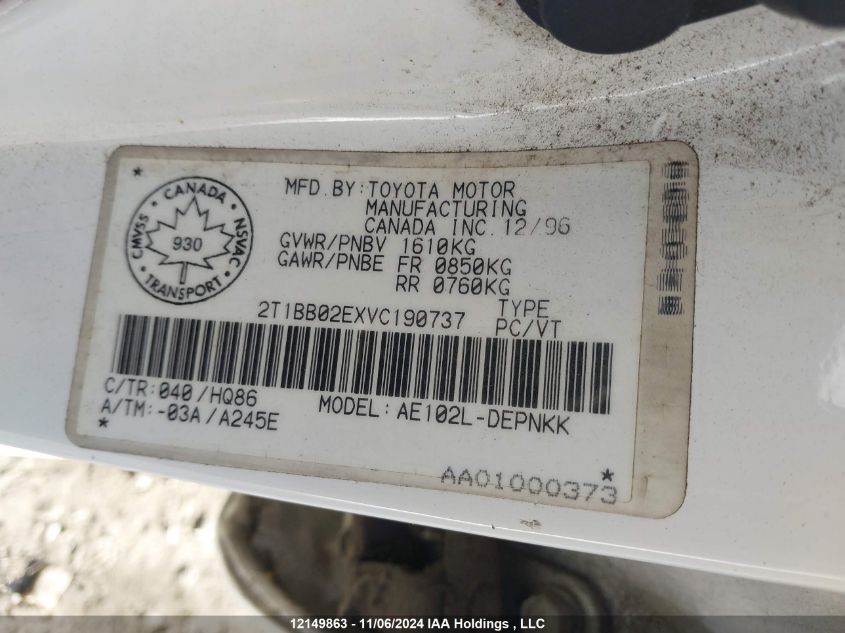 *
CANADA
CMVSS
NSVAC
930
TRANSPORT
MFD.BY:TOYOTA MOTOR
MANUFACTURING
CANADA INC.12/96
GVWR/PNBV 1610KG
GAWR/PNBE FR 0850KG
RR 0760KG
2T1BB02EXVC190737
TYPE
PC/VT
C/TR:040/HQ86
A/TM:-03A/A245E
MODEL: AE102L-DEPNKK
*
*
AA01000373
12149863 - 11/06/2024 IAA Holdings , LLC